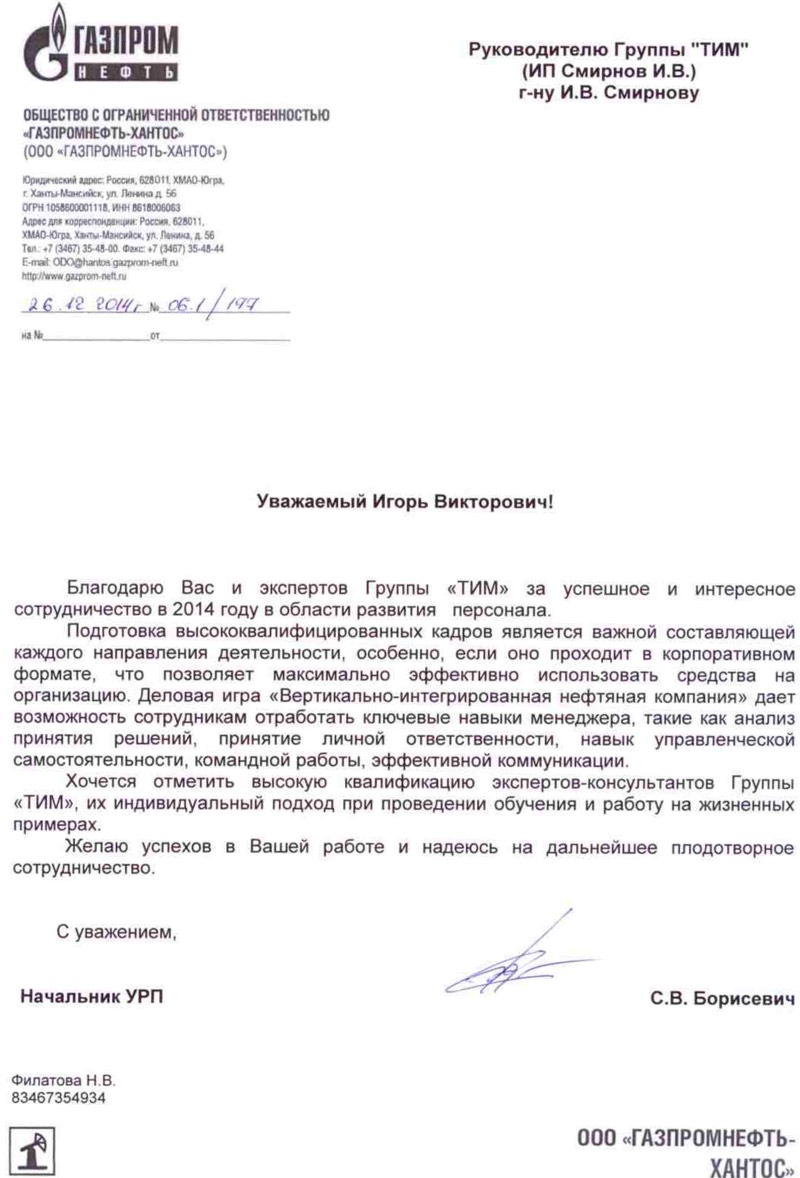 ГАЗПРОМ
НЕФТЬ
Руководителю Группы "ТИМ"
(ИП Смирнов И.В.)
г-ну И.В. Смирнову
ОБЩЕСТВО С ОГРАНИЧЕННОЙ ОТВЕТСТВЕННОСТЬЮ
«ГАЗПРОМНЕФТЬ-ХАНТОС»
(ООО «ГАЗПРОМНЕФТЬ-ХАНТОС»)
Юридический адрес: Россия, 628011, ХМАО-Югра,
г. Ханты-Мансийск, ул. Ленина д. 56
ОГРН 1058600001118, ИНН 8618006063
Адрес для корреспонденции: Россия, 628011,
ХМАО-Югра, Ханты-Мансийск, ул. Ленина, д. 56
Тел.: +7 (3467) 35-48-00. Факс: +7 (3467) 35-48-44
E-mail: ODO@hantos.gazprom-neft.ru
http://www.gazprom-neft.ru
26.12 2014г № 06.1/197
на № от
Уважаемый Игорь Викторович!
Благодарю Вас и экспертов Группы «ТИМ» за успешное и интересное
сотрудничество в 2014 году в области развития персонала.
Подготовка высококвалифицированных кадров является важной составляющей
каждого направления деятельности, особенно, если оно проходит в корпоративном
формате, что позволяет максимально эффективно использовать средства на
организацию. Деловая игра «Вертикально-интегрированная нефтяная компания» дает
возможность сотрудникам отработать ключевые навыки менеджера, такие как анализ
принятия решений, принятие личной ответственности, навык управленческой
самостоятельности, командной работы, эффективной коммуникации.
Хочется отметить высокую квалификацию экспертов-консультантов Группы
«ТИМ», их индивидуальный подход при проведении обучения и работу на жизненных
примерах.
Желаю успехов в Вашей работе и надеюсь на дальнейшее плодотворное
сотрудничество.
С уважением,
Начальник УРП
С.В. Борисевич
Филатова Н.В.
83467354934
ООО «ГАЗПРОМНЕФТЬ-
ХАНТОС»